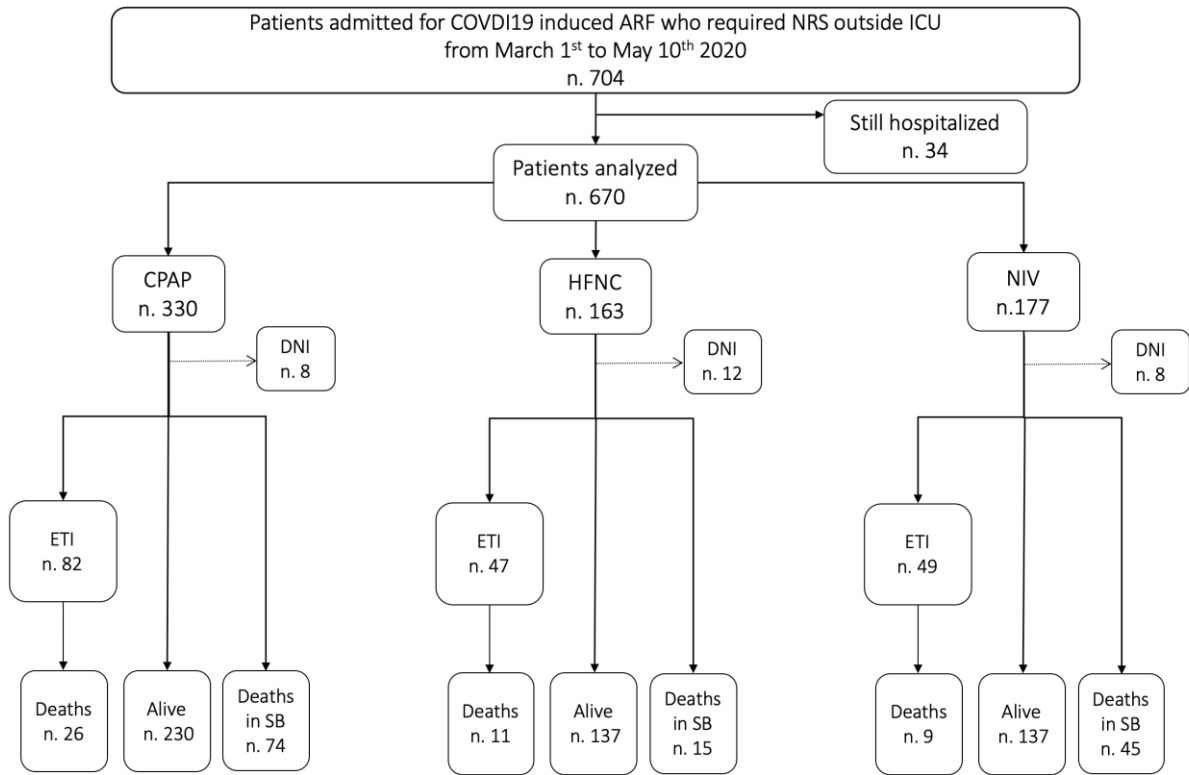 Patients admitted for COVDI19 induced ARF who required NRS outside ICU
from March 1st to May 10th 2020
n. 704
Still hospitalized
n. 34
Patients analyzed
n. 670
CPAP
n. 330
HFNC
n. 163
NIV
n.177
DNI
n. 8
DNI
n. 12
DNI
n. 8
ETI
n. 82
ETI
n. 47
ETI
n. 49
Deaths
n. 26
Alive
n. 230
Deaths
in SB
n. 74
Deaths
n. 11
Alive
n. 137
Deaths
in SB
n. 15
Deaths
n. 9
Alive
n. 137
Deaths
in SB
n. 45